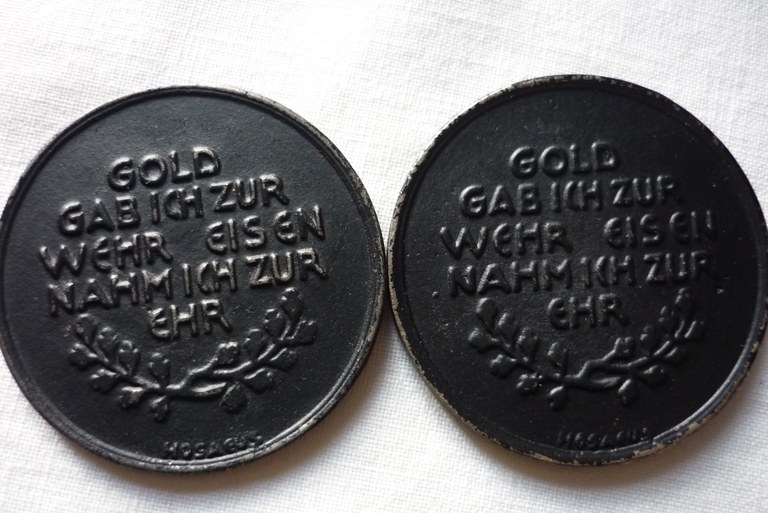 GOLD
GAB ICH ZUR
WEHR EISEN
NAHM ICH ZUR
EHR
HOSAEUS
GOLD
GAB ICH ZUR
WEHR EISEN
NAHM ICH ZUR
EHR
HOSAEUS